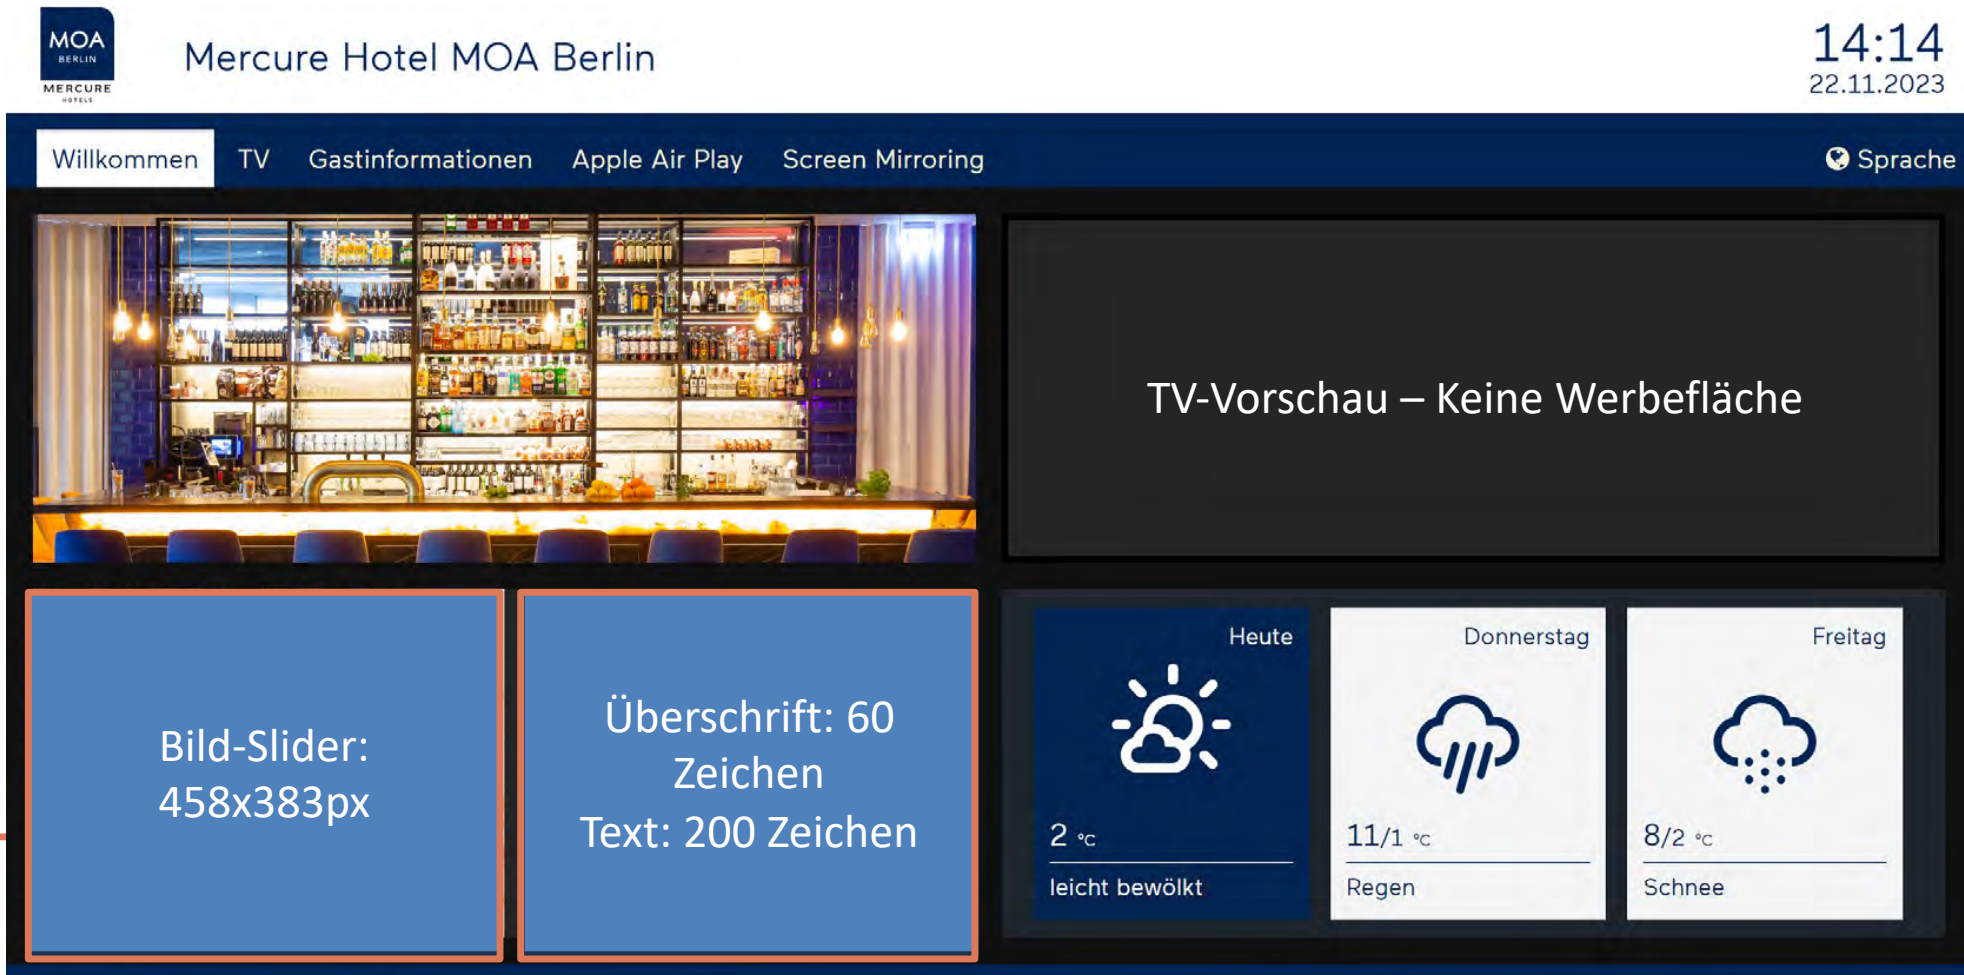 MOA
BERLIN
MERCURE
HOTELS
Mercure Hotel MOA Berlin
14:14
22.11.2023
Willkommen
TV
Gastinformationen
Apple Air Play
Screen Mirroring
Sprache
TV-Vorschau – Keine Werbefläche
Bild-Slider:
458x383px
Überschrift: 60
Zeichen
Text: 200 Zeichen
Heute
2 °C
leicht bewölkt
Donnerstag
11/1 °C
Regen
Freitag
8/2 °C
Schnee